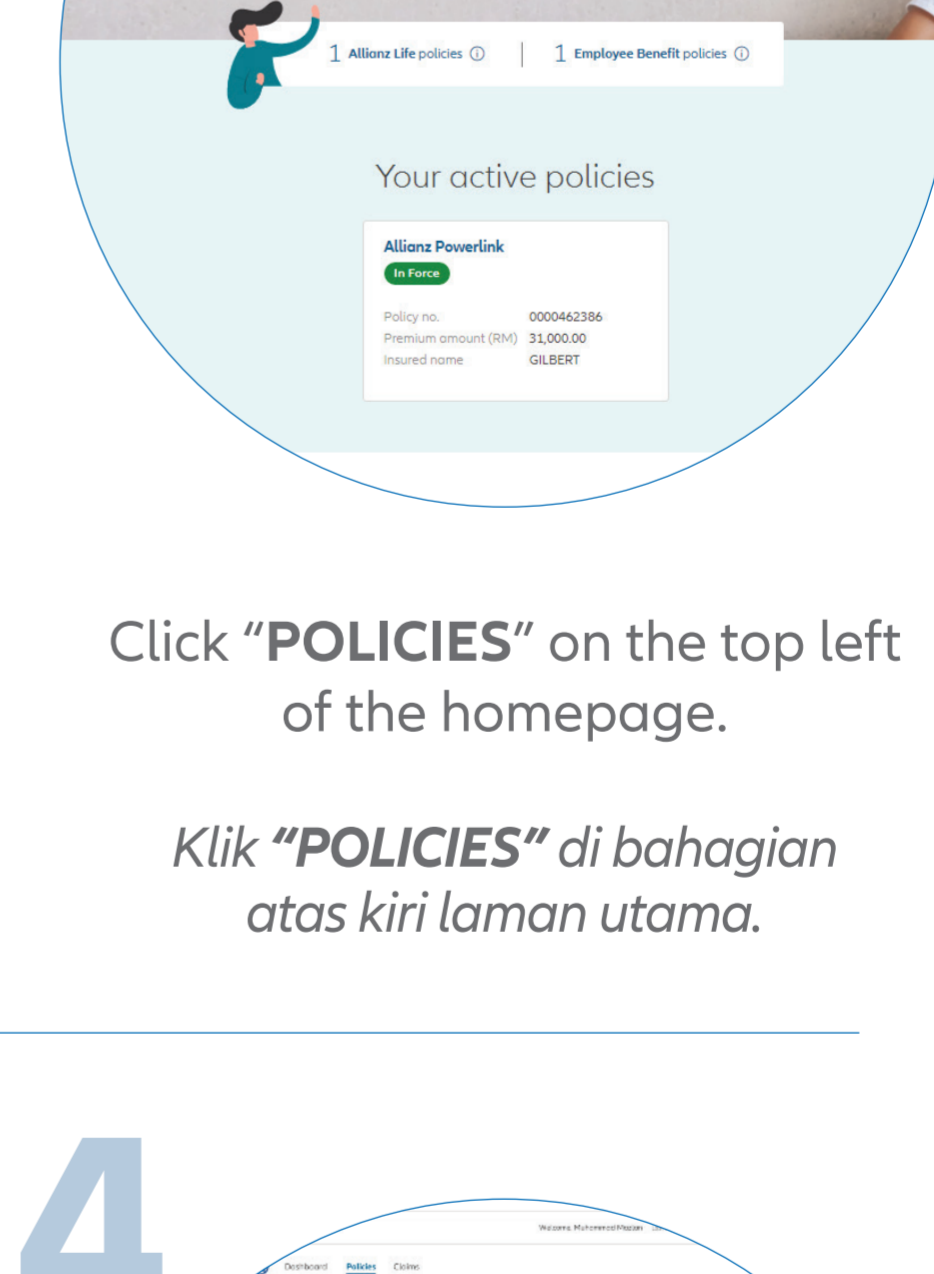 1 Allianz Life policies ⓘ | 1 Employee Benefit policies ⓘ
Your active policies
Allianz Powerlink
In Force
Policy no. 0000462386
Premium amount (RM) 31,000.00
Insured name GILBERT
Click “POLICIES” on the top left
of the homepage.
Klik “POLICIES” di bahagian
atas kiri laman utama.
4
Welcome, Muhammad
Dashboard Policies Claims